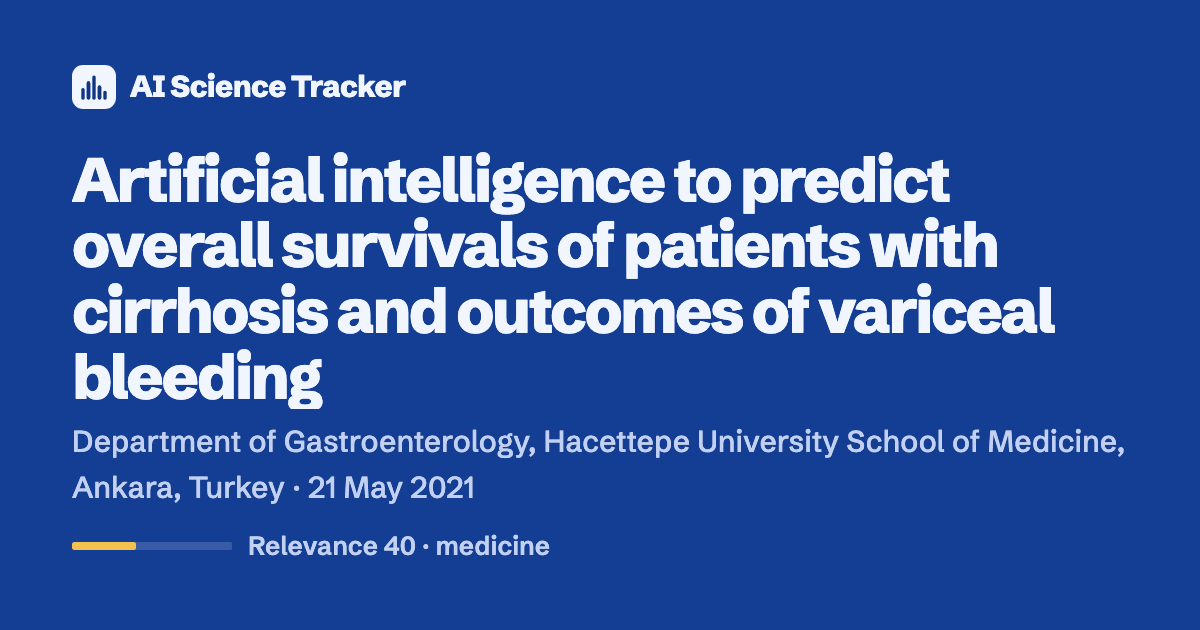 AI Science Tracker
Artificial intelligence to predict
overall survivals of patients with
cirrhosis and outcomes of variceal
bleeding
Department of Gastroenterology, Hacettepe University School of Medicine,
Ankara, Turkey · 21 May 2021
Relevance 40 · medicine